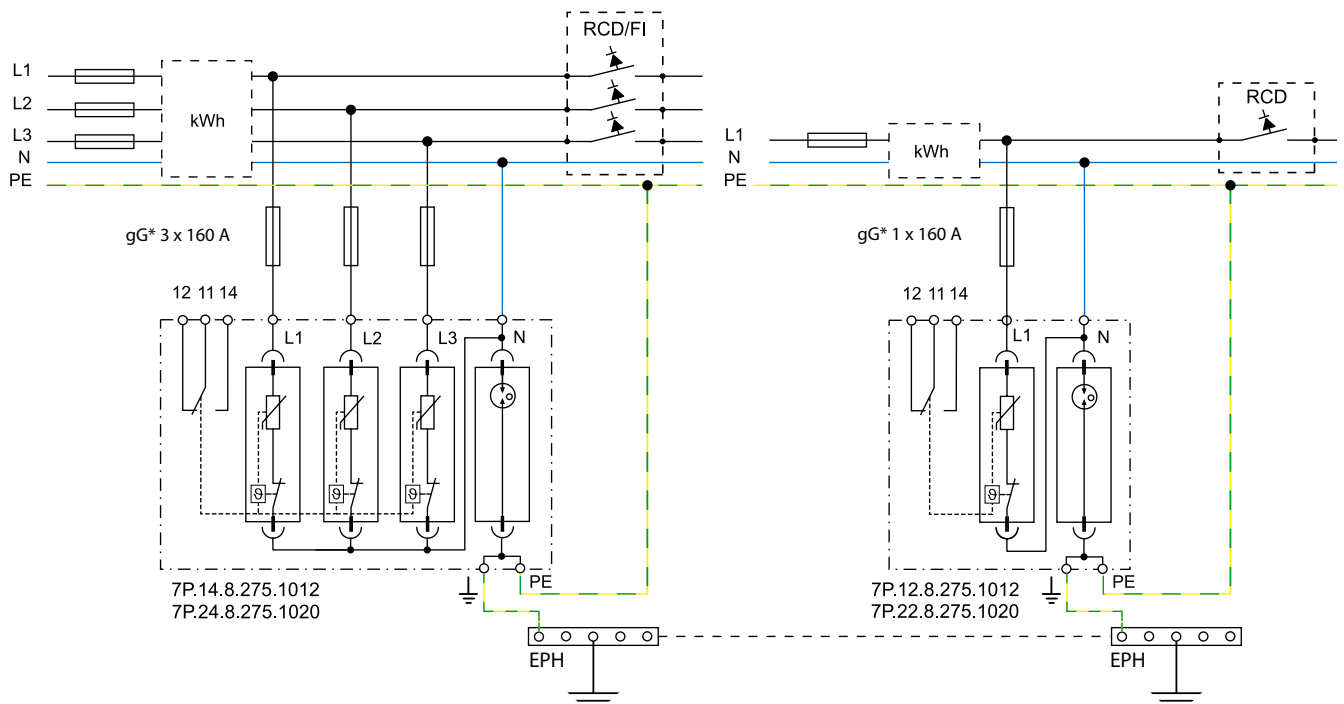 RCD/FI
L1
L2
kWh
L3
N
PE
gG* 3 x 160 A
12 11 14
L1
L2
L3
N
ϑ
ϑ
ϑ
PE
7P.14.8.275.1012
7P.24.8.275.1020
EPH
RCD
L1
kWh
N
PE
gG* 1 x 160 A
12 11 14
L1
N
ϑ
PE
7P.12.8.275.1012
7P.22.8.275.1020
EPH